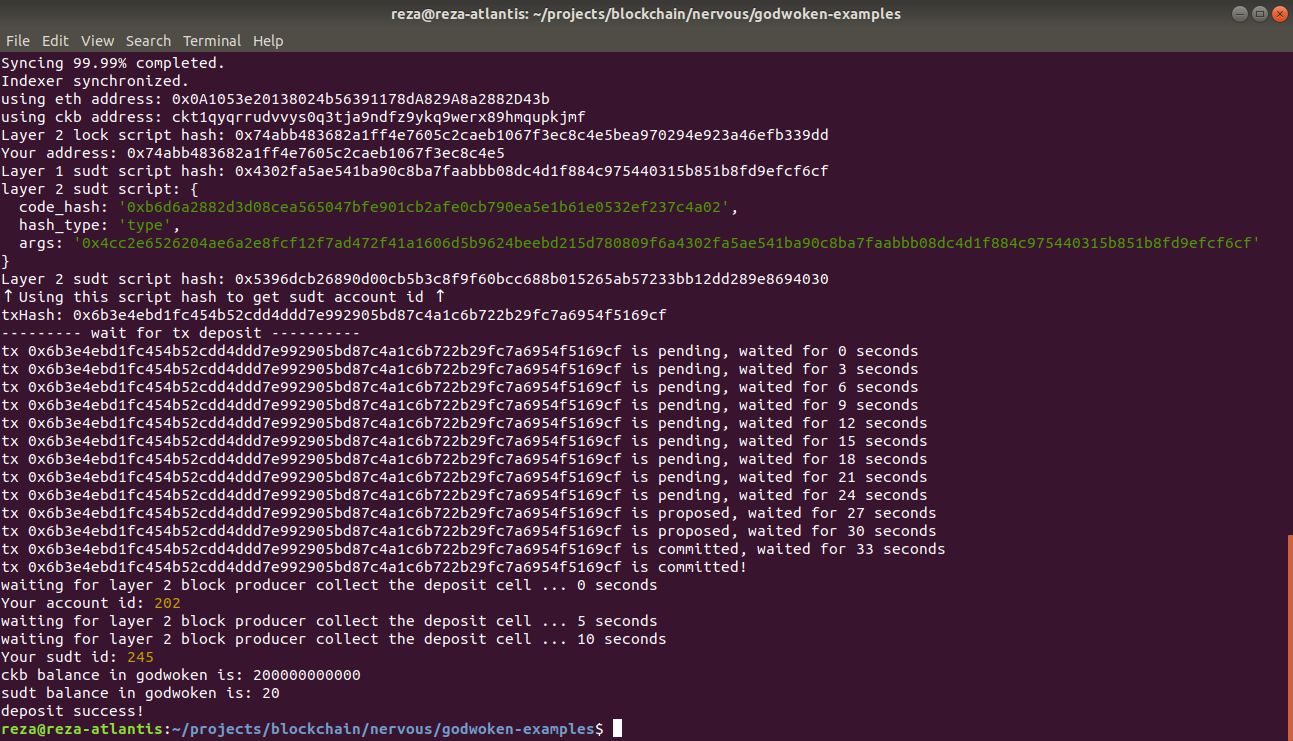 reza@reza-atlantis: ~/projects/blockchain/nervous/godwoken-examples
File Edit View Search Terminal Help
Syncing 99.99% completed.
Indexer synchronized.
using eth address: 0x0A1053e20138024b56391178dA829A8a2882D43b
using ckb address: ckt1qyqrrudvvys0q3tja9ndfz9ykq9werx89hmqupkjmf
Layer 2 lock script hash: 0x74abb483682a1ff4e7605c2caeb1067f3ec8c4e5bea970294e923a46efb339dd
Your address: 0x74abb483682a1ff4e7605c2caeb1067f3ec8c4e5
Layer 1 sudt script hash: 0x4302fa5ae541ba90c8ba7faabbb08dc4d1f884c975440315b851b8fd9efcf6cf
layer 2 sudt script: {
  code_hash: '0xb6d6a2882d3d08cea565047bfe901cb2afe0cb790ea5e1b61e0532ef237c4a02',
  hash_type: 'type',
  args: '0x4cc2e6526204ae6a2e8fcf12f7ad472f41a1606d5b9624beebd215d780809f6a4302fa5ae541ba90c8ba7faabbb08dc4d1f884c975440315b851b8fd9efcf6cf'
}
Layer 2 sudt script hash: 0x5396dcb26890d00cb5b3c8f9f60bcc688b015265ab57233bb12dd289e8694030
↑Using this script hash to get sudt account id ↑
txHash: 0x6b3e4ebd1fc454b52cdd4ddd7e992905bd87c4a1c6b722b29fc7a6954f5169cf
--------- wait for tx deposit ----------
tx 0x6b3e4ebd1fc454b52cdd4ddd7e992905bd87c4a1c6b722b29fc7a6954f5169cf is pending, waited for 0 seconds
tx 0x6b3e4ebd1fc454b52cdd4ddd7e992905bd87c4a1c6b722b29fc7a6954f5169cf is pending, waited for 3 seconds
tx 0x6b3e4ebd1fc454b52cdd4ddd7e992905bd87c4a1c6b722b29fc7a6954f5169cf is pending, waited for 6 seconds
tx 0x6b3e4ebd1fc454b52cdd4ddd7e992905bd87c4a1c6b722b29fc7a6954f5169cf is pending, waited for 9 seconds
tx 0x6b3e4ebd1fc454b52cdd4ddd7e992905bd87c4a1c6b722b29fc7a6954f5169cf is pending, waited for 12 seconds
tx 0x6b3e4ebd1fc454b52cdd4ddd7e992905bd87c4a1c6b722b29fc7a6954f5169cf is pending, waited for 15 seconds
tx 0x6b3e4ebd1fc454b52cdd4ddd7e992905bd87c4a1c6b722b29fc7a6954f5169cf is pending, waited for 18 seconds
tx 0x6b3e4ebd1fc454b52cdd4ddd7e992905bd87c4a1c6b722b29fc7a6954f5169cf is pending, waited for 21 seconds
tx 0x6b3e4ebd1fc454b52cdd4ddd7e992905bd87c4a1c6b722b29fc7a6954f5169cf is pending, waited for 24 seconds
tx 0x6b3e4ebd1fc454b52cdd4ddd7e992905bd87c4a1c6b722b29fc7a6954f5169cf is proposed, waited for 27 seconds
tx 0x6b3e4ebd1fc454b52cdd4ddd7e992905bd87c4a1c6b722b29fc7a6954f5169cf is proposed, waited for 30 seconds
tx 0x6b3e4ebd1fc454b52cdd4ddd7e992905bd87c4a1c6b722b29fc7a6954f5169cf is committed, waited for 33 seconds
tx 0x6b3e4ebd1fc454b52cdd4ddd7e992905bd87c4a1c6b722b29fc7a6954f5169cf is committed!
waiting for layer 2 block producer collect the deposit cell ... 0 seconds
Your account id: 202
waiting for layer 2 block producer collect the deposit cell ... 5 seconds
waiting for layer 2 block producer collect the deposit cell ... 10 seconds
Your sudt id: 245
ckb balance in godwoken is: 200000000000
sudt balance in godwoken is: 20
deposit success!
reza@reza-atlantis:~/projects/blockchain/nervous/godwoken-examples$